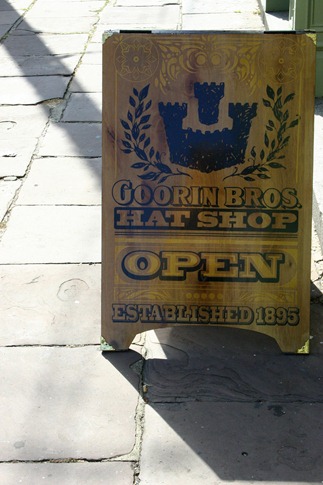 GOORIN BROS.
HAT SHOP
OPEN
ESTABLISHED 1895